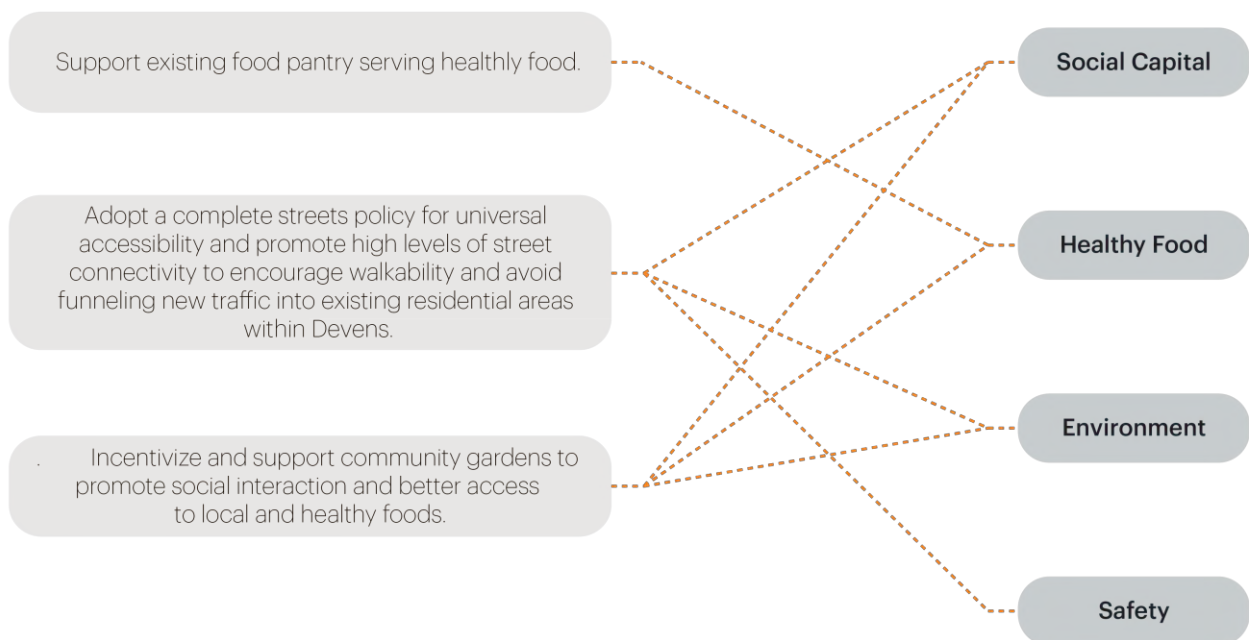 Support existing food pantry serving healthly food.
Social Capital
Adopt a complete streets policy for universal
accessibility and promote high levels of street
connectivity to encourage walkability and avoid
funneling new traffic into existing residential areas
within Devens.
Healthy Food
Environment
. Incentivize and support community gardens to
promote social interaction and better access
to local and healthy foods.
Safety